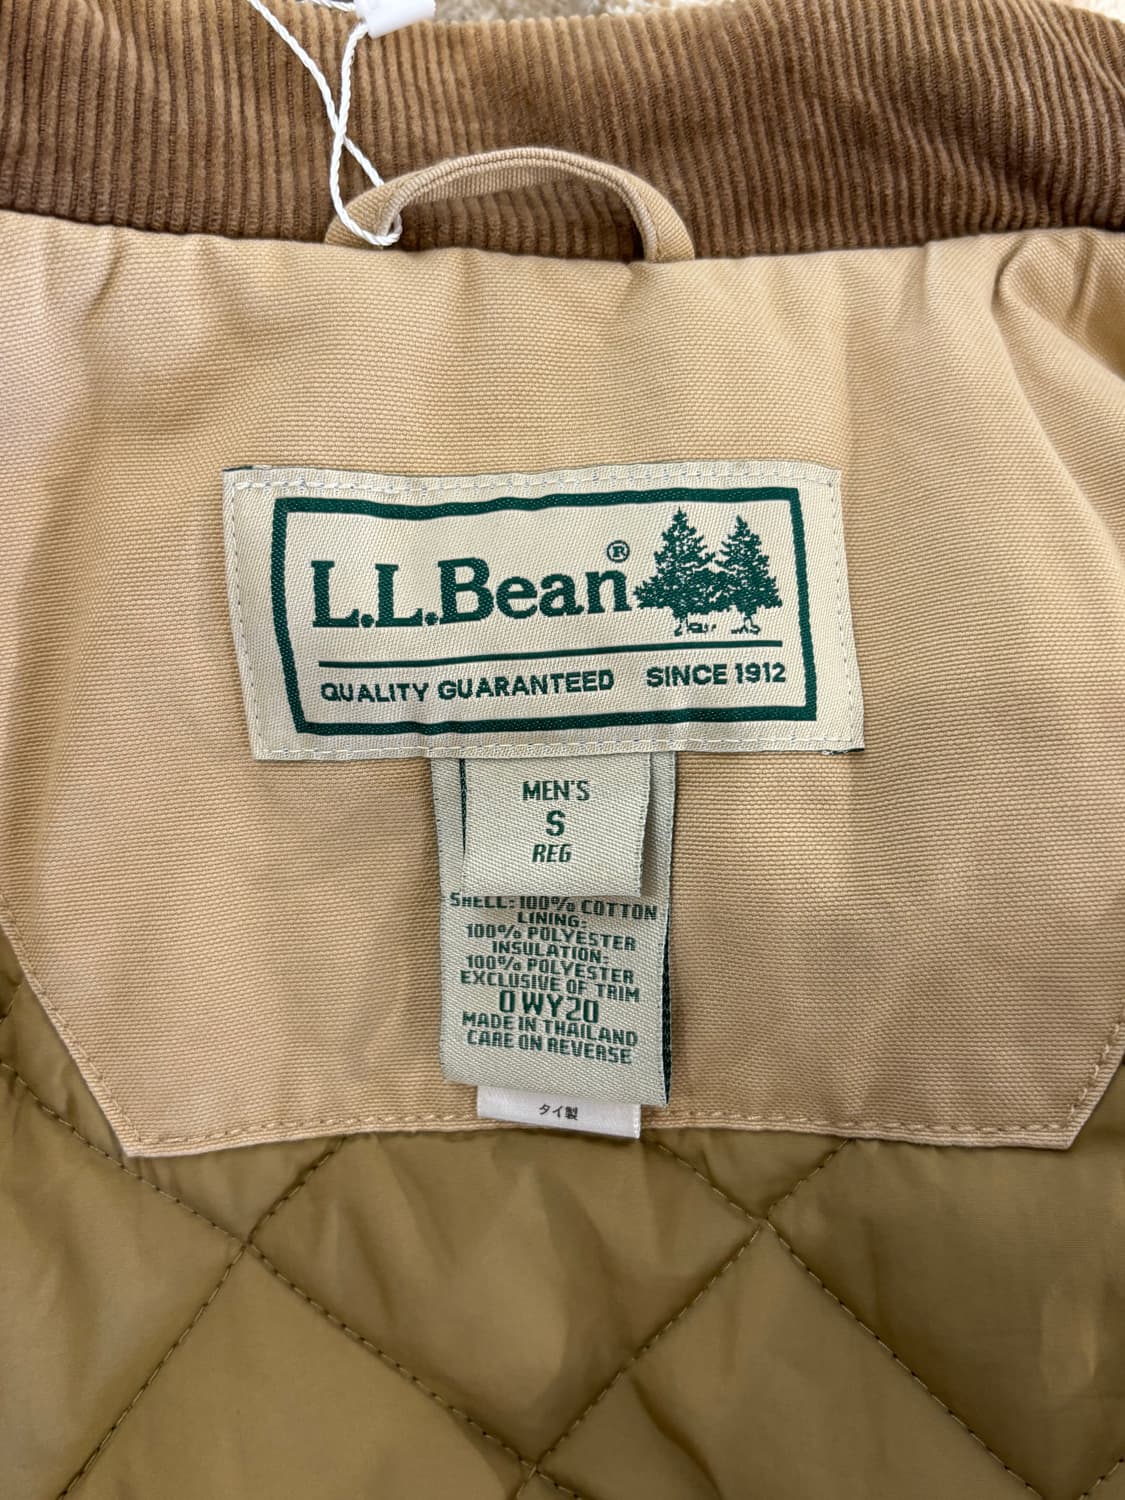 L.L.Bean®
QUALITY GUARANTEED SINCE 1912
MEN'S
S
REG
SHELL: 100% COTTON
LINING:
100% POLYESTER
INSULATION:
100% POLYESTER
EXCLUSIVE OF TRIM
0WY20
MADE IN THAILAND
CARE ON REVERSE
タイ製